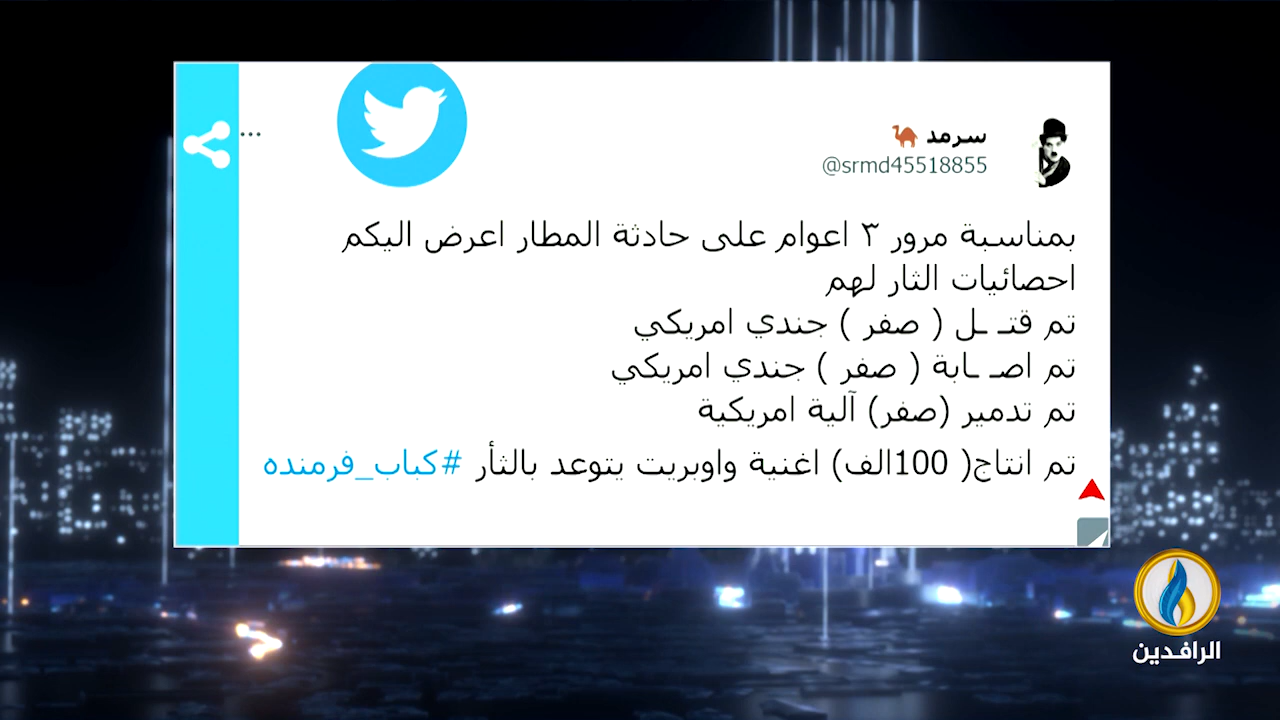 سرمد 🐪
@srmd45518855
...
بمناسبة مرور ٣ اعوام على حادثة المطار اعرض اليكم
احصائيات الثار لهم
تم قتـ ـل ( صفر ) جندي امريكي
تم اصـ ـابة ( صفر ) جندي امريكي
تم تدمير (صفر) آلية امريكية
تم انتاج( 100الف) اغنية واوبريت يتوعد بالثأر #كباب_فرمنده
الرافدين